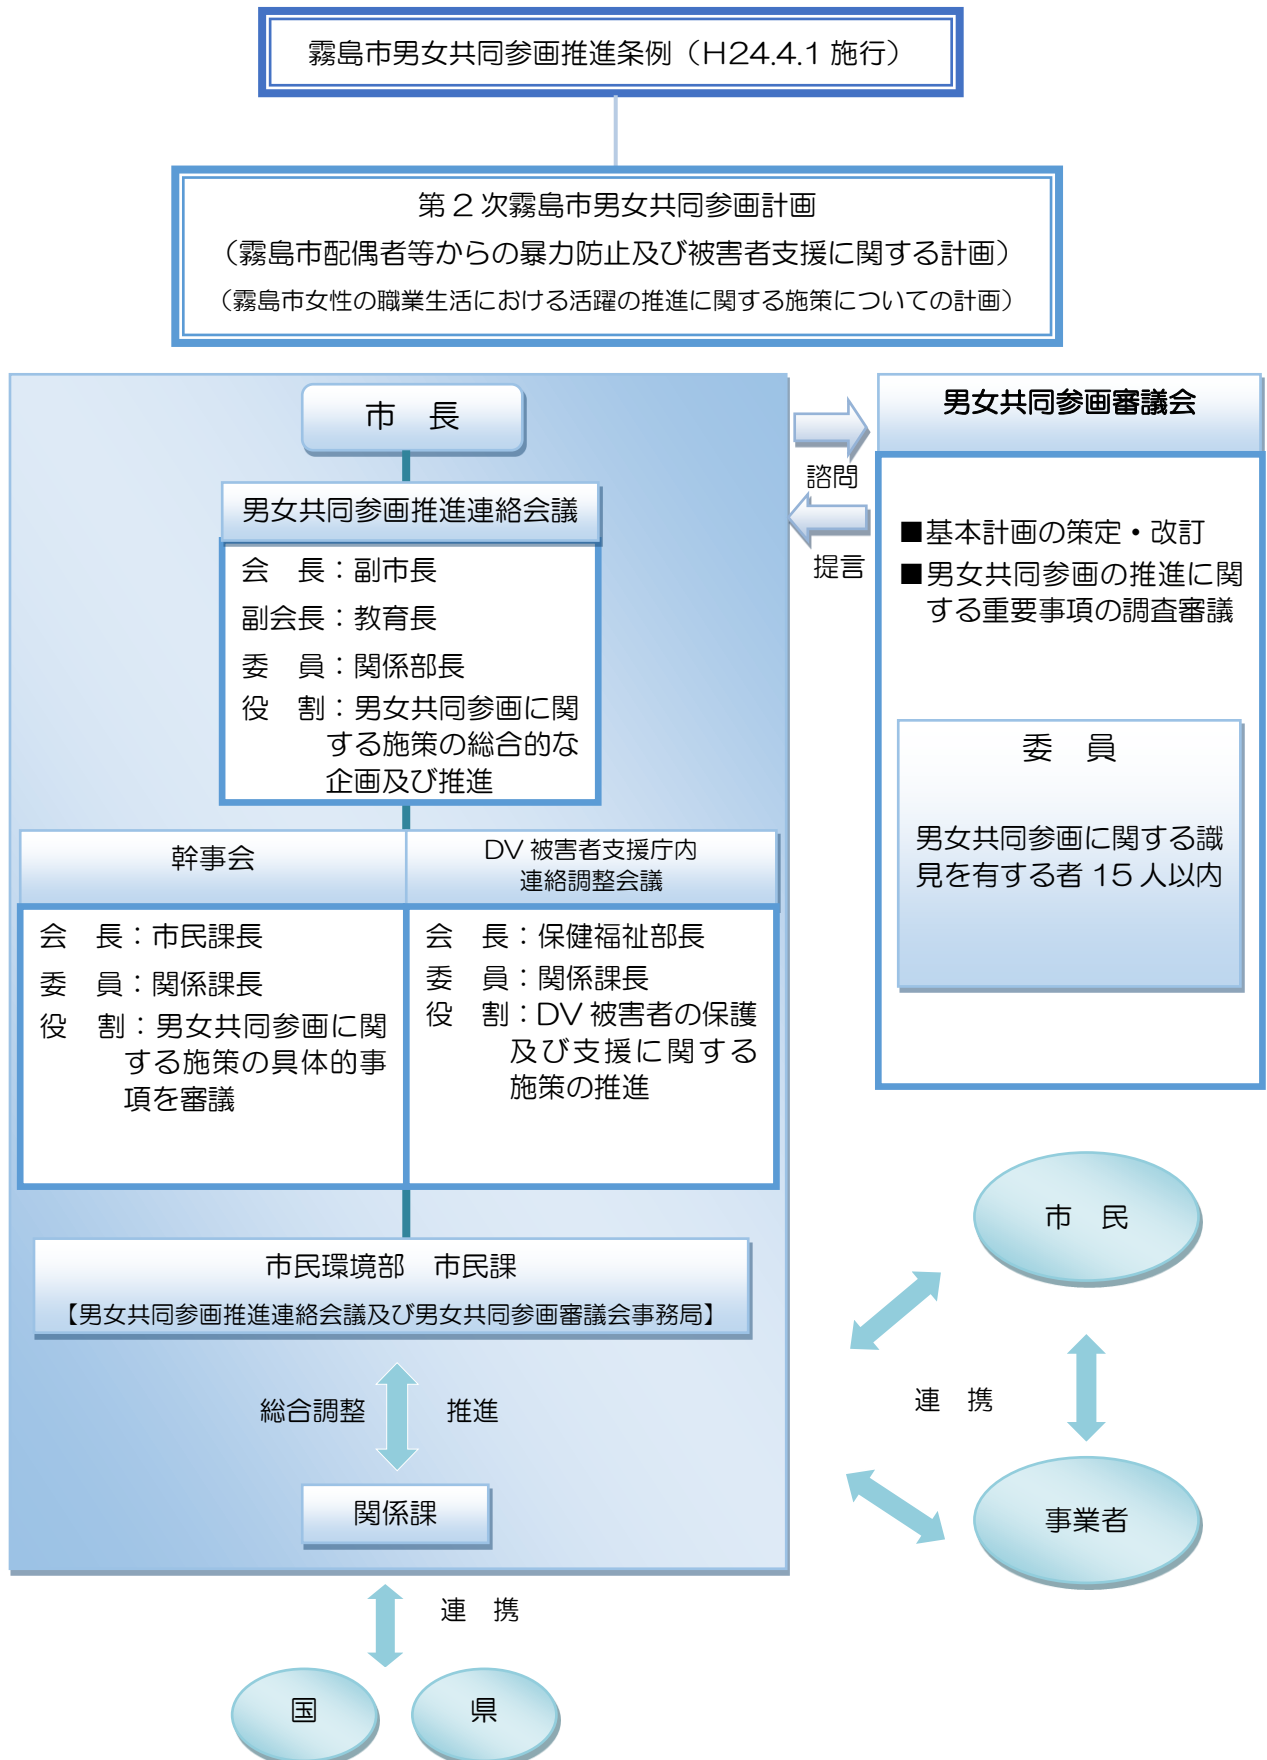 霧島市男女共同参画推進条例（H24.4.1 施行）
第２次霧島市男女共同参画計画
（霧島市配偶者等からの暴力防止及び被害者支援に関する計画）
（霧島市女性の職業生活における活躍の推進に関する施策についての計画）
市　長
男女共同参画推進連絡会議
会　長：副市長
副会長：教育長
委　員：関係部長
役　割：男女共同参画に関
する施策の総合的な
企画及び推進
諮問
提言
男女共同参画審議会
■基本計画の策定・改訂
■男女共同参画の推進に関
する重要事項の調査審議
委　員
男女共同参画に関する識
見を有する者 15 人以内
幹事会
会　長：市民課長
委　員：関係課長
役　割：男女共同参画に関
する施策の具体的事
項を審議
DV 被害者支援庁内
連絡調整会議
会　長：保健福祉部長
委　員：関係課長
役　割：DV 被害者の保護
及び支援に関する
施策の推進
市民環境部　市民課
【男女共同参画推進連絡会議及び男女共同参画審議会事務局】
総合調整　推進
関係課
市　民
連　携
事業者
連　携
国
県